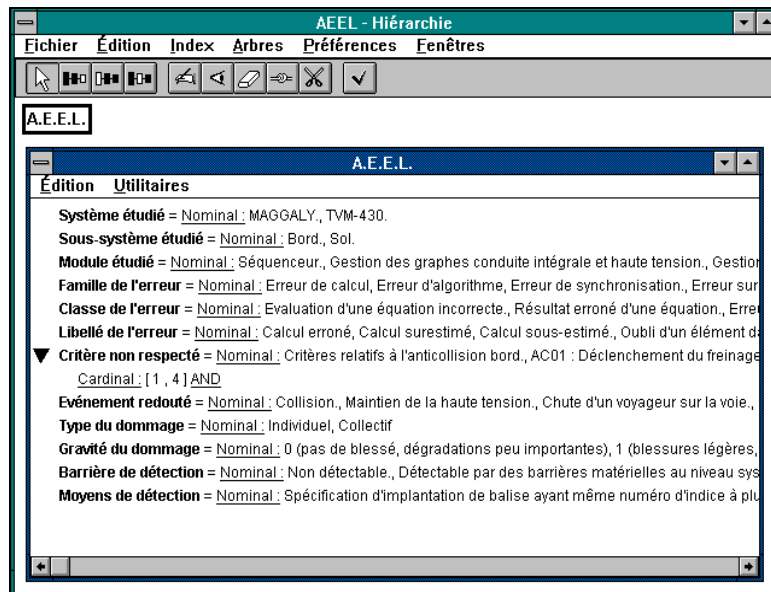 AEEL - Hiérarchie
Fichier Édition Index Arbres Préférences Fenêtres
A.E.E.L.
A.E.E.L.
Édition Utilitaires
Système étudié = Nominal : MAGGALY., TVM-430.
Sous-système étudié = Nominal : Bord., Sol.
Module étudié = Nominal : Séquenceur., Gestion des graphes conduite intégrale et haute tension., Gestion
Famille de l'erreur = Nominal : Erreur de calcul, Erreur d'algorithme, Erreur de synchronisation., Erreur sur
Classe de l'erreur = Nominal : Evaluation d'une équation incorrecte., Résultat erroné d'une équation.,
Libellé de l'erreur = Nominal : Calcul erroné, Calcul surestimé, Calcul sous-estimé., Oubli d'un élément
Critère non respecté = Nominal : Critères relatifs à l'anticollision bord., AC01 : Déclenchement du freinage
Cardinal : [ 1 , 4 ] AND
Evénement redouté = Nominal : Collision., Maintien de la haute tension., Chute d'un voyageur sur la voie.,
Type du dommage = Nominal : Individuel, Collectif
Gravité du dommage = Nominal : 0 (pas de blessé, dégradations peu importantes), 1 (blessures légères,
Barrière de détection = Nominal : Non détectable., Détectable par des barrières matérielles au niveau sys
Moyens de détection = Nominal : Spécification d'implantation de balise ayant même numéro d'indice à plu